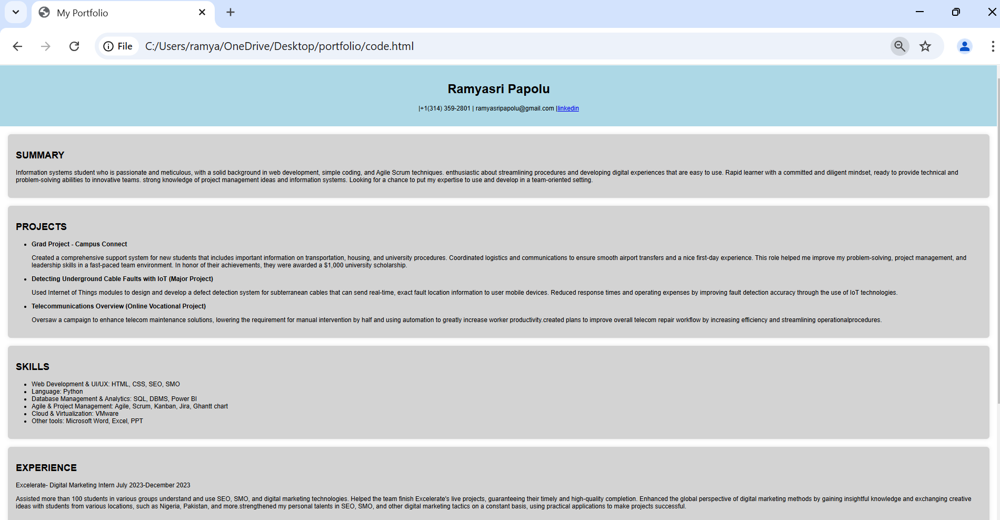 My Portfolio
File
C:/Users/ramya/OneDrive/Desktop/portfolio/code.html
Ramyasri Papolu
|+1(314) 359-2801 | ramyasripapolu@gmail.com |linkedin
SUMMARY
Information systems student who is passionate and meticulous, with a solid background in web development, simple coding, and Agile Scrum techniques. enthusiastic about streamlining procedures and developing digital experiences that are easy to use. Rapid learner with a committed and diligent mindset, ready to provide technical and
problem-solving abilities to innovative teams. strong knowledge of project management ideas and information systems. Looking for a chance to put my expertise to use and develop in a team-oriented setting.
PROJECTS
• Grad Project - Campus Connect
Created a comprehensive support system for new students that includes important information on transportation, housing, and university procedures. Coordinated logistics and communications to ensure smooth airport transfers and a nice first-day experience. This role helped me improve my problem-solving, project management, and
leadership skills in a fast-paced team environment. In honor of their achievements, they were awarded a $1,000 university scholarship.
• Detecting Underground Cable Faults with IoT (Major Project)
Used Internet of Things modules to design and develop a defect detection system for subterranean cables that can send real-time, exact fault location information to user mobile devices. Reduced response times and operating expenses by improving fault detection accuracy through the use of IoT technologies.
• Telecommunications Overview (Online Vocational Project)
Oversaw a campaign to enhance telecom maintenance solutions, lowering the requirement for manual intervention by half and using automation to greatly increase worker productivity.created plans to improve overall telecom repair workflow by increasing efficiency and streamlining operationalprocedures.
SKILLS
• Web Development & UI/UX: HTML, CSS, SEO, SMO
• Language: Python
• Database Management & Analytics: SQL, DBMS, Power BI
• Agile & Project Management: Agile, Scrum, Kanban, Jira, Ghantt chart
• Cloud & Virtualization: VMware
• Other tools: Microsoft Word, Excel, PPT
EXPERIENCE
Excelerate- Digital Marketing Intern July 2023-December 2023
Assisted more than 100 students in various groups understand and use SEO, SMO, and digital marketing technologies. Helped the team finish Excelerate's live projects, guaranteeing their timely and high-quality completion. Enhanced the global perspective of digital marketing methods by gaining insightful knowledge and exchanging creative
ideas with students from various locations, such as Nigeria, Pakistan, and more.strengthened my personal talents in SEO, SMO, and other digital marketing tactics on a constant basis, using practical applications to make projects successful.